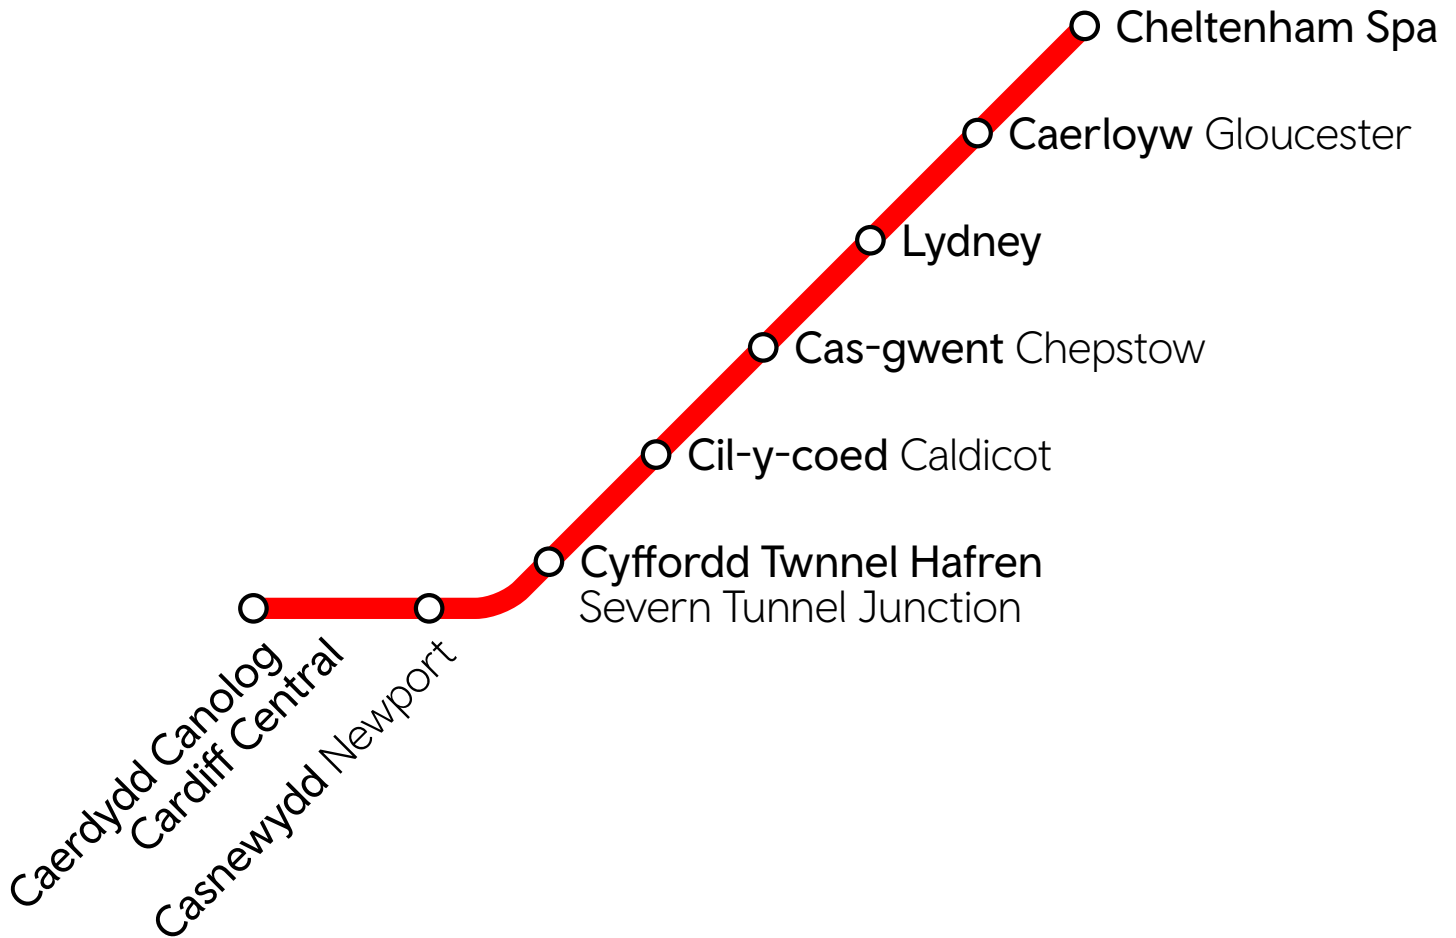 Cheltenham Spa
Caerloyw Gloucester
Lydney
Cas-gwent Chepstow
Cil-y-coed Caldicot
Cyffordd Twnnel Hafren
Severn Tunnel Junction
Caerdydd Canolog
Cardiff Central
Casnewydd Newport